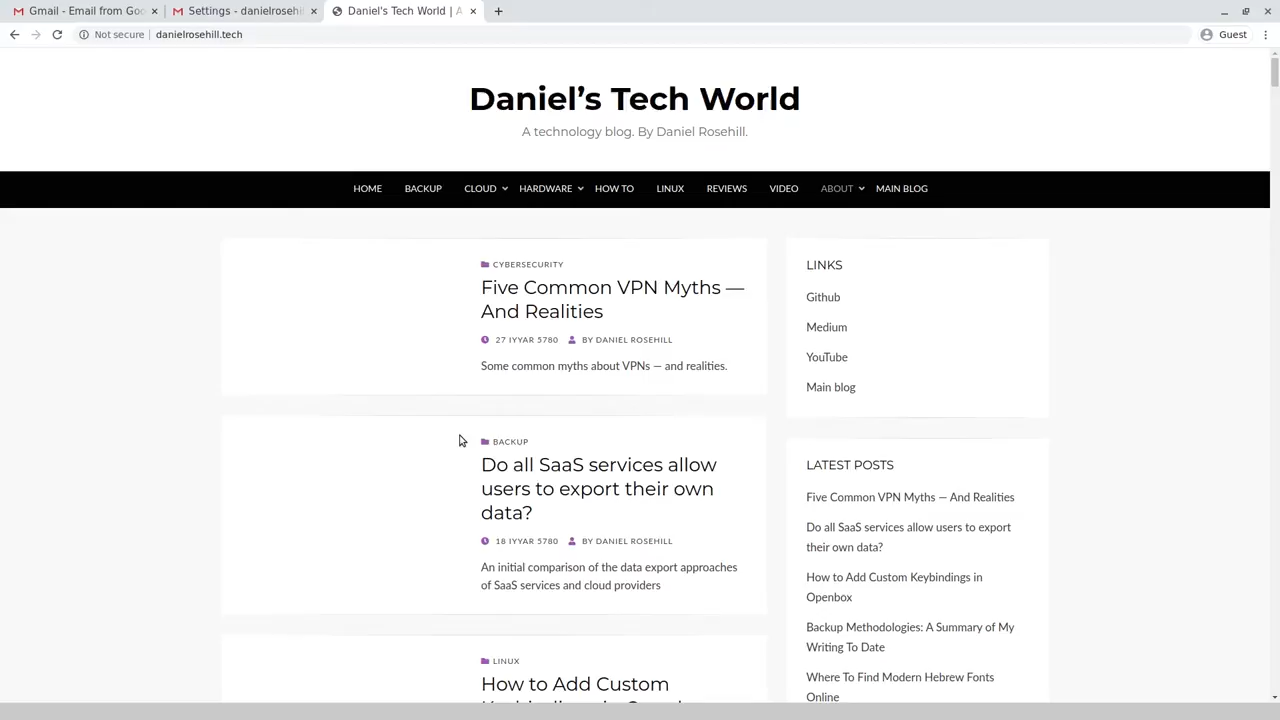 Gmail - Email from Goo
Settings - danielrosehil
Daniel's Tech World | A
Not secure
danielrosehill.tech
Guest
Daniel’s Tech World
A technology blog. By Daniel Rosehill.
HOME BACKUP CLOUD HARDWARE HOW TO LINUX REVIEWS VIDEO ABOUT MAIN BLOG
CYBERSECURITY
Five Common VPN Myths —
And Realities
27 IYYAR 5780 BY DANIEL ROSEHILL
Some common myths about VPNs — and realities.
BACKUP
Do all SaaS services allow
users to export their own
data?
18 IYYAR 5780 BY DANIEL ROSEHILL
An initial comparison of the data export approaches
of SaaS services and cloud providers
LINUX
How to Add Custom
LINKS
Github
Medium
YouTube
Main blog
LATEST POSTS
Five Common VPN Myths — And Realities
Do all SaaS services allow users to export
their own data?
How to Add Custom Keybindings in
Openbox
Backup Methodologies: A Summary of My
Writing To Date
Where To Find Modern Hebrew Fonts
Online